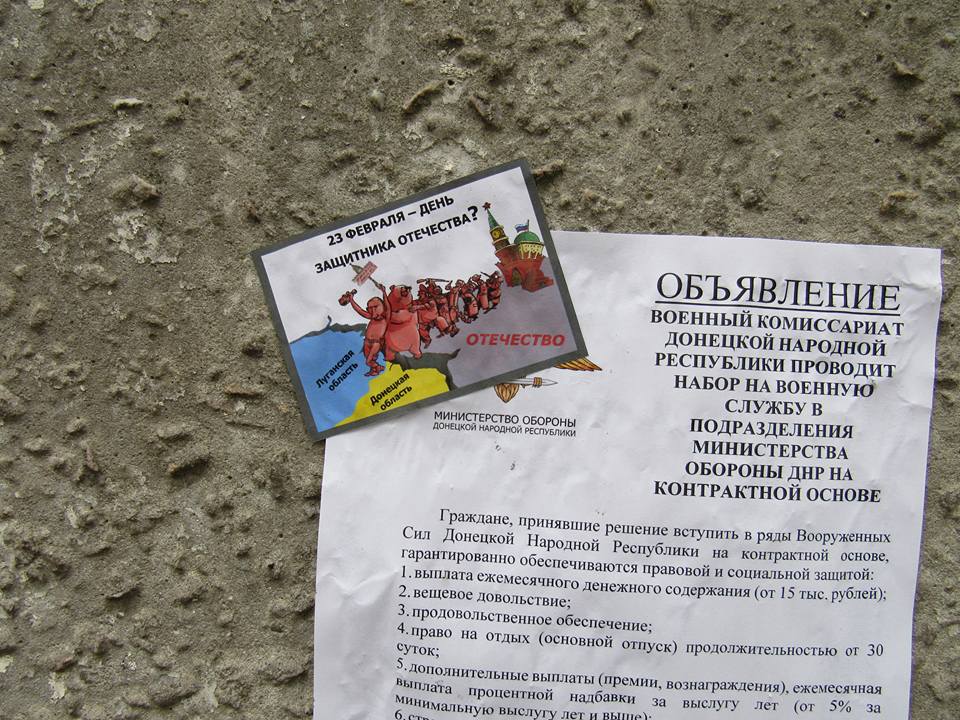 23 ФЕВРАЛЯ – ДЕНЬ
ЗАЩИТНИКА ОТЕЧЕСТВА?
ОТЕЧЕСТВО
Луганская
область
Донецкая
область
МИНИСТЕРСТВО ОБОРОНЫ
ДОНЕЦКОЙ НАРОДНОЙ РЕСПУБЛИКИ
ОБЪЯВЛЕНИЕ
ВОЕННЫЙ КОМИССАРИАТ
ДОНЕЦКОЙ НАРОДНОЙ
РЕСПУБЛИКИ ПРОВОДИТ
НАБОР НА ВОЕННУЮ
СЛУЖБУ В
ПОДРАЗДЕЛЕНИЯ
МИНИСТЕРСТВА
ОБОРОНЫ ДНР НА
КОНТРАКТНОЙ ОСНОВЕ
Граждане, принявшие решение вступить в ряды Вооруженных
Сил Донецкой Народной Республики на контрактной основе,
гарантированно обеспечиваются правовой и социальной защитой:
1. выплата ежемесячного денежного содержания (от 15 тыс. рублей);
2. вещевое довольствие;
3. продовольственное обеспечение;
4. право на отдых (основной отпуск) продолжительностью от 30
суток;
5. дополнительные выплаты (премии, вознаграждения), ежемесячная
выплата процентной надбавки за выслугу лет (от 5% за
минимальную выслугу лет и выше);
6.